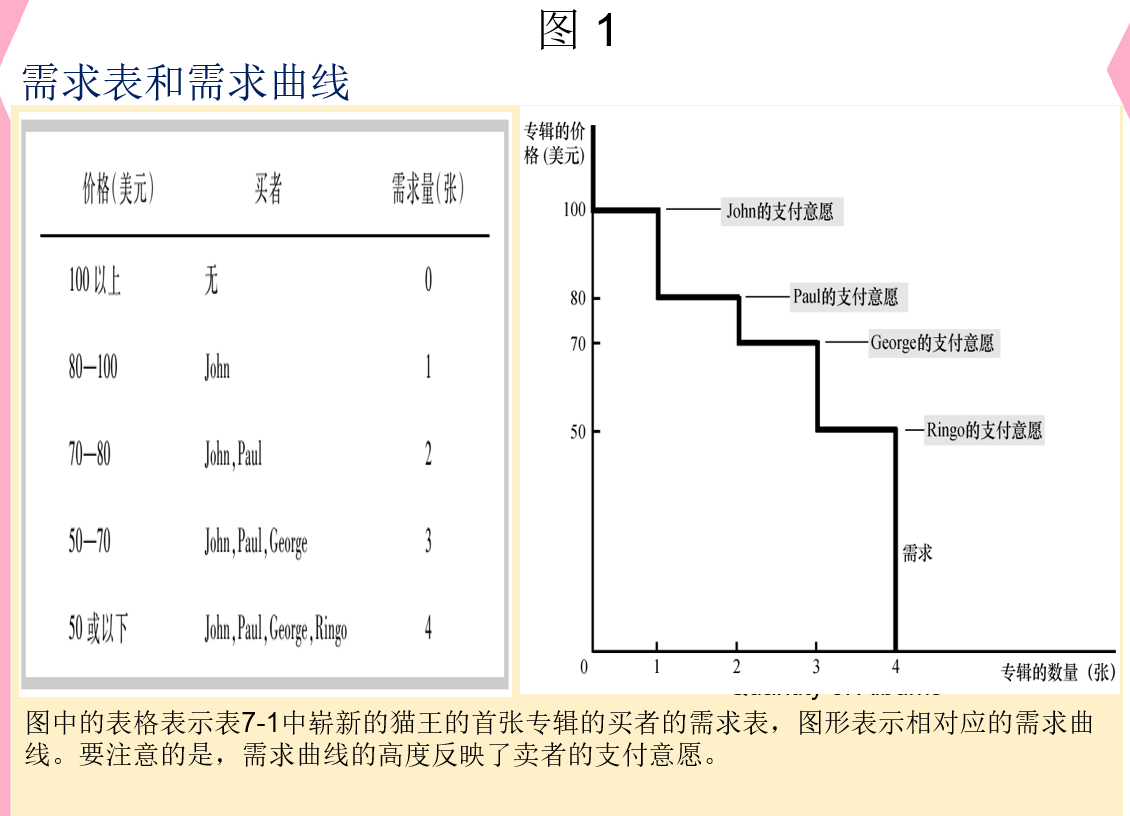 图 1
需求表和需求曲线
价格(美元) 买者 需求量(张)
100 以上 无 0
80—100 John 1
70—80 John,Paul 2
50—70 John,Paul,George 3
50 或以下 John,Paul,George,Ringo 4
专辑的价
格 (美元)
100
John的支付意愿
80
Paul的支付意愿
70
George的支付意愿
50
Ringo的支付意愿
需求
0 1 2 3 4
专辑的数量 (张)
图中的表格表示表7-1中崭新的猫王的首张专辑的买者的需求表，图形表示相对应的需求曲
线。要注意的是，需求曲线的高度反映了卖者的支付意愿。